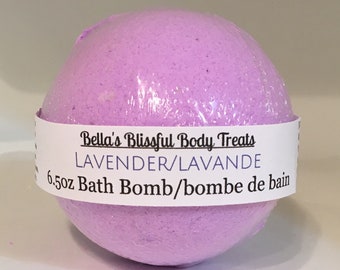 Bella's Blissful Body Treats
LAVENDER/LAVANDE
6.5oz Bath Bomb/bombe de bain